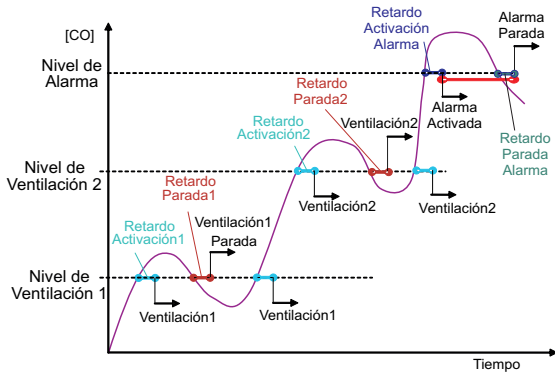 [CO]
Nivel de
Alarma
Retardo
Activación
Alarma
Alarma
Parada
Retardo
Parada2
Ventilación2
Alarma
Activada
Retardo
Activación2
Retardo
Parada
Alarma
Nivel de
Ventilación 2
Retardo
Parada1
Ventilación2
Ventilación2
Retardo
Activación1
Ventilación1
Parada
Nivel de
Ventilación 1
Ventilación1
Ventilación1
Tiempo